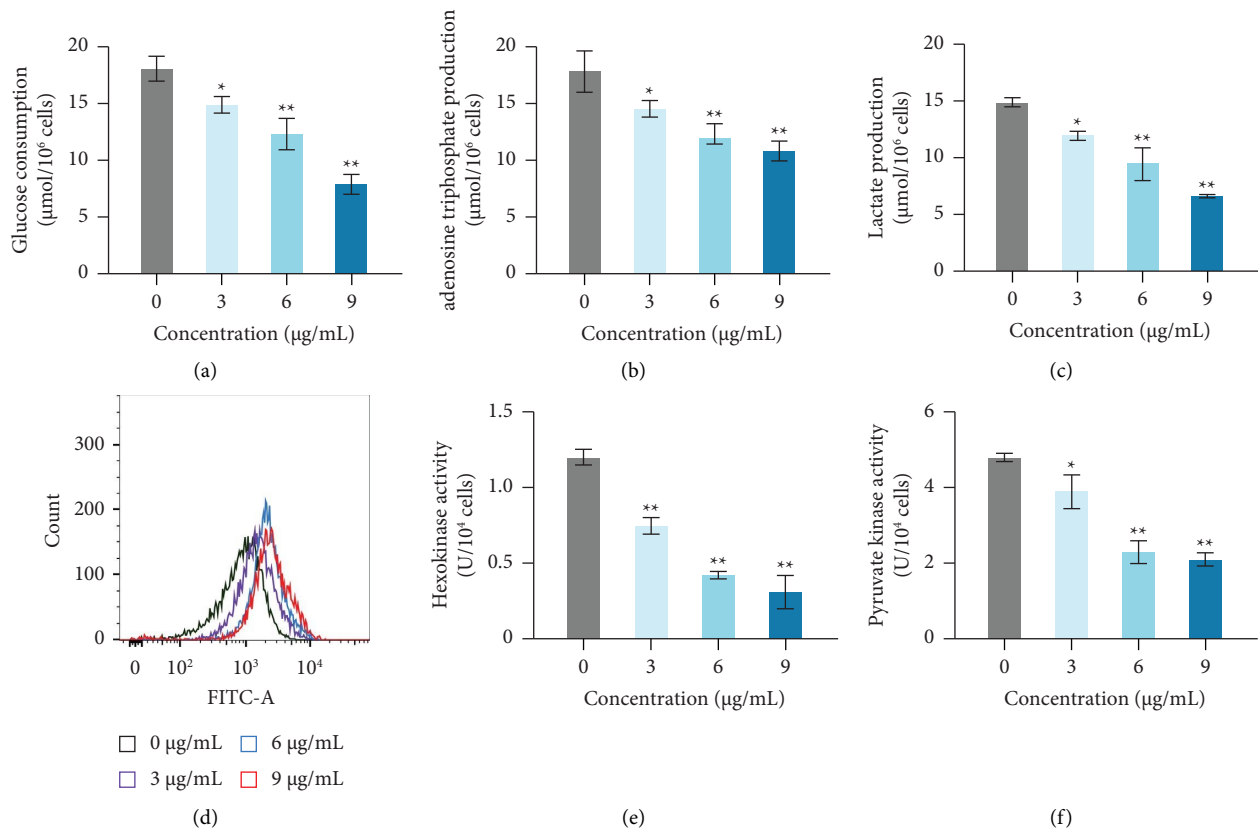 Glucose consumption
(μmol/10⁶ cells)
20
15
10
5
0
*
**
**
0 3 6 9
Concentration (μg/mL)
(a)
adenosine triphosphate production
(μmol/10⁶ cells)
20
15
10
5
0
*
**
**
0 3 6 9
Concentration (μg/mL)
(b)
Lactate production
(μmol/10⁶ cells)
20
15
10
5
0
*
**
**
0 3 6 9
Concentration (μg/mL)
(c)
Count
300
200
100
0
0 10² 10³ 10⁴
FITC-A
0 μg/mL 6 μg/mL
3 μg/mL 9 μg/mL
(d)
Hexokinase activity
(U/10⁴ cells)
1.5
1.0
0.5
0
**
**
**
0 3 6 9
Concentration (μg/mL)
(e)
Pyruvate kinase activity
(U/10⁴ cells)
6
4
2
0
*
**
**
0 3 6 9
Concentration (μg/mL)
(f)